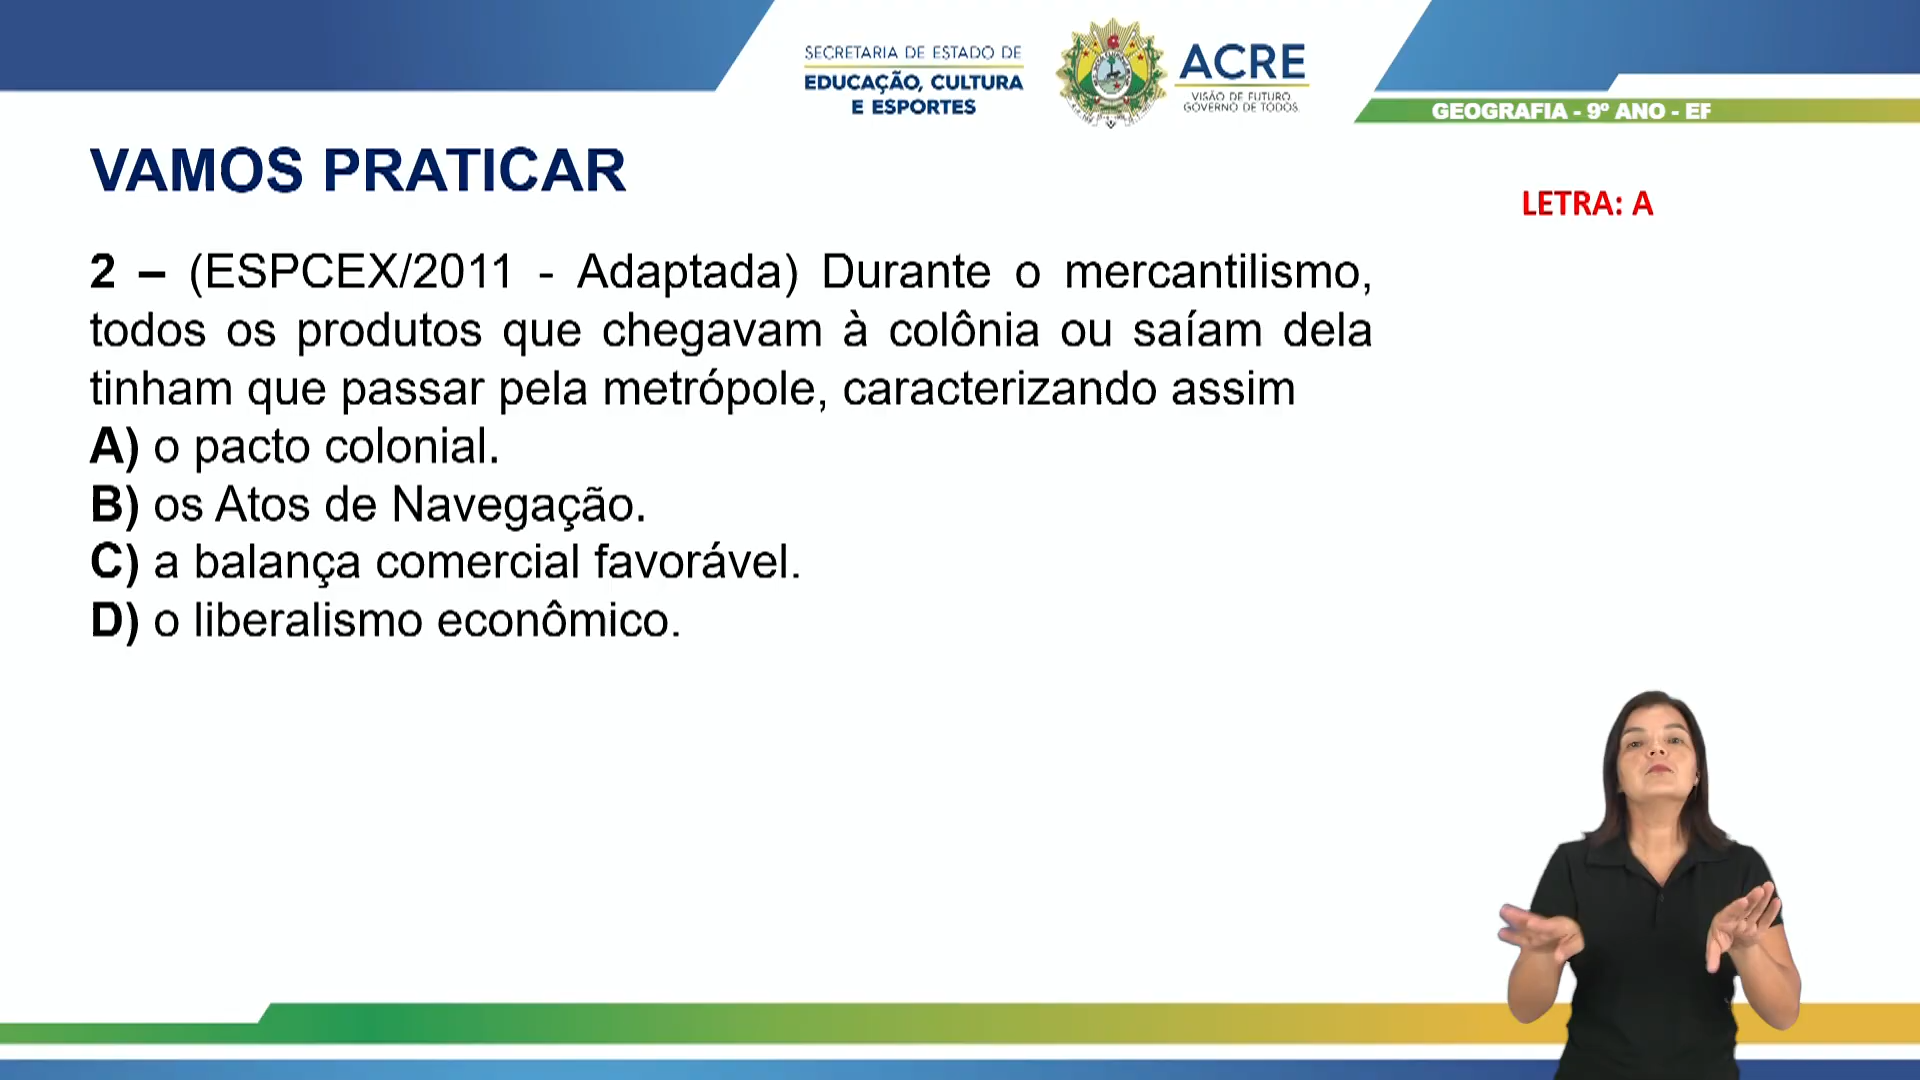 SECRETARIA DE ESTADO DE
EDUCAÇÃO, CULTURA
E ESPORTES
ACRE
VISÃO DE FUTURO
GOVERNO DE TODOS
GEOGRAFIA - 9º ANO - EF
VAMOS PRATICAR
LETRA: A
2 – (ESPCEX/2011 - Adaptada) Durante o mercantilismo,
todos os produtos que chegavam à colônia ou saíam dela
tinham que passar pela metrópole, caracterizando assim
A) o pacto colonial.
B) os Atos de Navegação.
C) a balança comercial favorável.
D) o liberalismo econômico.